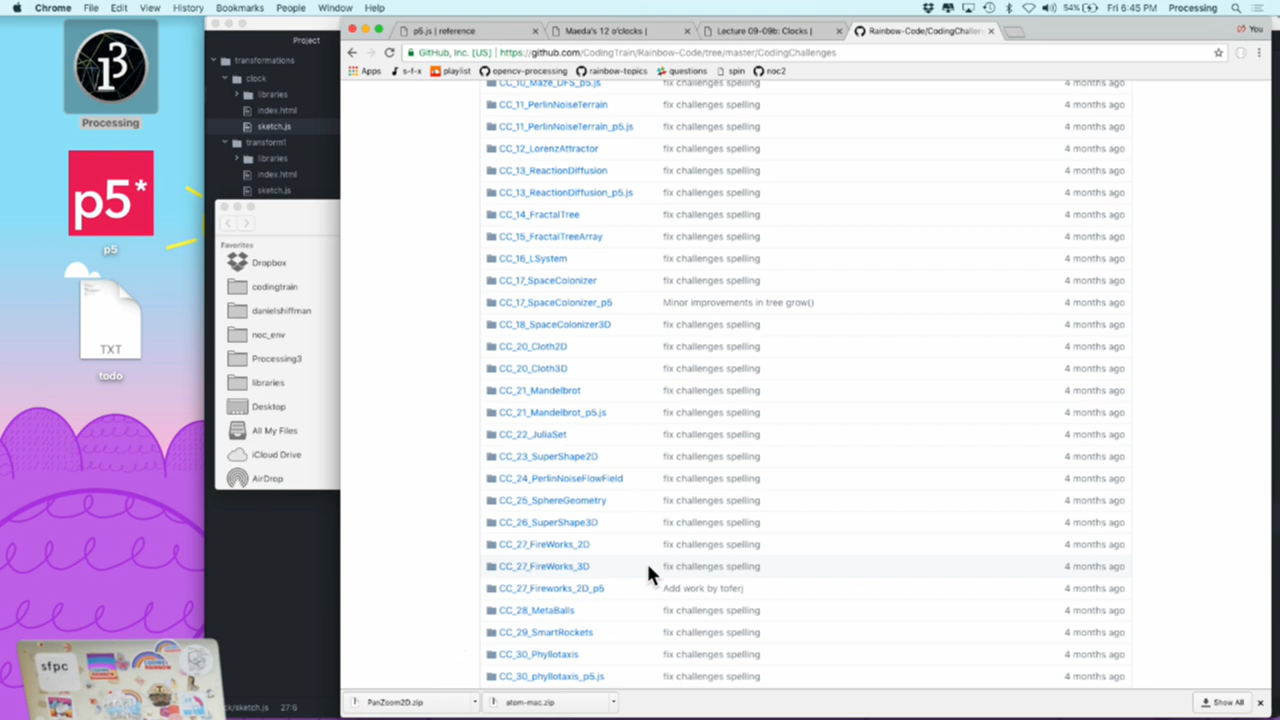 Chrome File Edit View History Bookmarks People Window Help 54% Fri 6:45 PM Processing
p5.js | reference
Maeda's 12 o'clocks |
Lecture 09-09b: Clocks |
Rainbow-Code/CodingChallen
You
GitHub, Inc. [US] https://github.com/CodingTrain/Rainbow-Code/tree/master/CodingChallenges
Apps s-f-x playlist opencv-processing rainbow-topics questions spin noc2
CC_10_Maze_DFS_p5.js fix challenges spelling 4 months ago
CC_11_PerlinNoiseTerrain fix challenges spelling 4 months ago
CC_11_PerlinNoiseTerrain_p5.js fix challenges spelling 4 months ago
CC_12_LorenzAttractor fix challenges spelling 4 months ago
CC_13_ReactionDiffusion fix challenges spelling 4 months ago
CC_13_ReactionDiffusion_p5.js fix challenges spelling 4 months ago
CC_14_FractalTree fix challenges spelling 4 months ago
CC_15_FractalTreeArray fix challenges spelling 4 months ago
CC_16_LSystem fix challenges spelling 4 months ago
CC_17_SpaceColonizer fix challenges spelling 4 months ago
CC_17_SpaceColonizer_p5 Minor improvements in tree grow() 4 months ago
CC_18_SpaceColonizer3D fix challenges spelling 4 months ago
CC_20_Cloth2D fix challenges spelling 4 months ago
CC_20_Cloth3D fix challenges spelling 4 months ago
CC_21_Mandelbrot fix challenges spelling 4 months ago
CC_21_Mandelbrot_p5.js fix challenges spelling 4 months ago
CC_22_JuliaSet fix challenges spelling 4 months ago
CC_23_SuperShape2D fix challenges spelling 4 months ago
CC_24_PerlinNoiseFlowField fix challenges spelling 4 months ago
CC_25_SphereGeometry fix challenges spelling 4 months ago
CC_26_SuperShape3D fix challenges spelling 4 months ago
CC_27_FireWorks_2D fix challenges spelling 4 months ago
CC_27_FireWorks_3D fix challenges spelling 4 months ago
CC_27_Fireworks_2D_p5 Add work by toferj 4 months ago
CC_28_MetaBalls fix challenges spelling 4 months ago
CC_29_SmartRockets fix challenges spelling 4 months ago
CC_30_Phyllotaxis fix challenges spelling 4 months ago
CC_30_phyllotaxis_p5.js fix challenges spelling 4 months ago
PanZoom2D.zip
atom-mac.zip
Show All
Project
transformations
clock
libraries
index.html
sketch.js
transform1
libraries
index.html
sketch.js
Favorites
Dropbox
codingtrain
danielshiffman
noc_env
Processing3
libraries
Desktop
All My Files
iCloud Drive
AirDrop
ck/sketch.js 27:6
Processing
p5*
p5
TXT
todo
sfpc